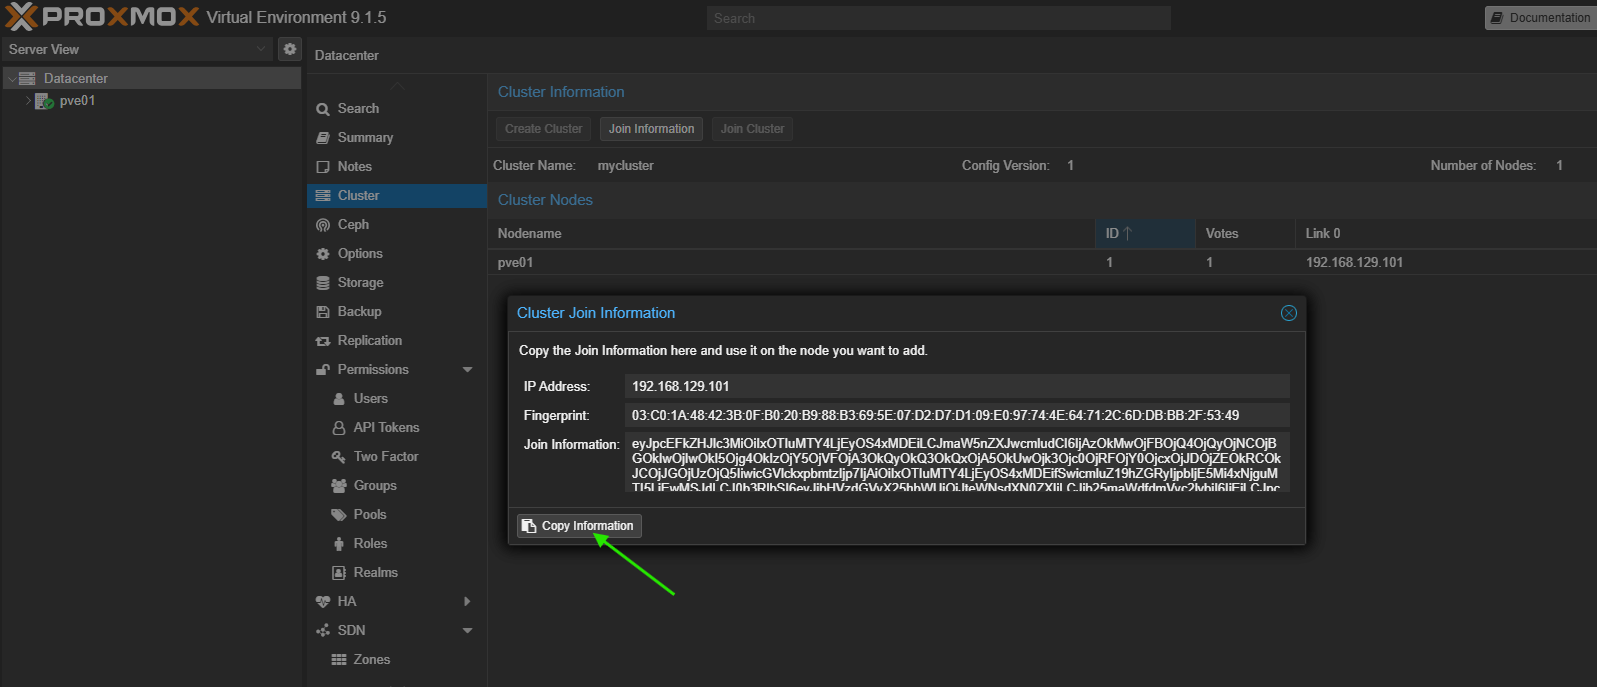 PROXMOX Virtual Environment 9.1.5
Search
Documentation
Server View
Datacenter
pve01
Datacenter
Search
Summary
Notes
Cluster
Ceph
Options
Storage
Backup
Replication
Permissions
Users
API Tokens
Two Factor
Groups
Pools
Roles
Realms
HA
SDN
Zones
Cluster Information
Create Cluster Join Information Join Cluster
Cluster Name: mycluster Config Version: 1 Number of Nodes: 1
Cluster Nodes
Nodename ID Votes Link 0
pve01 1 1 192.168.129.101
Cluster Join Information
Copy the Join Information here and use it on the node you want to add.
IP Address: 192.168.129.101
Fingerprint: 03:C0:1A:48:42:3B:0F:B0:20:B9:88:B3:69:5E:07:D2:D7:D1:09:E0:97:74:4E:64:71:2C:6D:DB:BB:2F:53:49
Join Information:
Copy Information